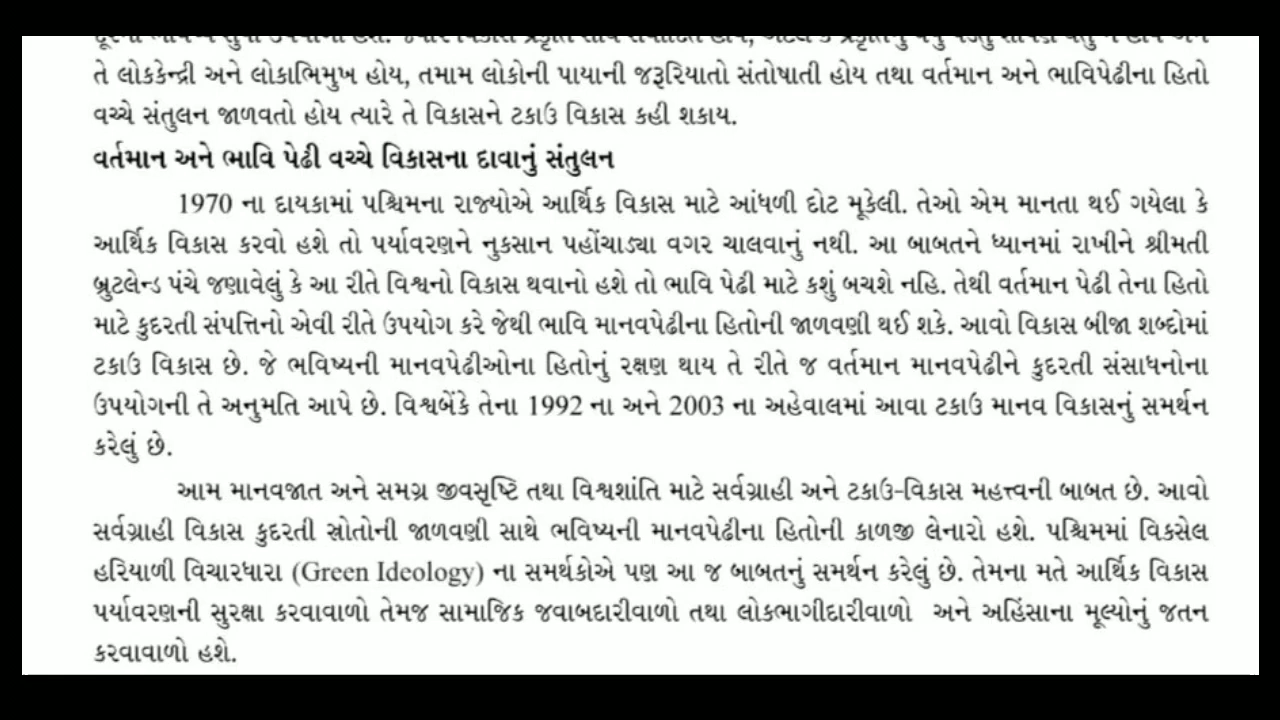 તે લોકકેન્દ્રી અને લોકાભિમુખ હોય, તમામ લોકોની પાયાની જરૂરિયાતો સંતોષાતી હોય તથા વર્તમાન અને ભાવિપેઢીના હિતો
વચ્ચે સંતુલન જાળવતો હોય ત્યારે તે વિકાસને ટકાઉ વિકાસ કહી શકાય.
વર્તમાન અને ભાવિ પેઢી વચ્ચે વિકાસના દાવાનું સંતુલન
1970 ના દાયકામાં પશ્ચિમના રાજ્યોએ આર્થિક વિકાસ માટે આંધળી દોટ મૂકેલી. તેઓ એમ માનતા થઈ ગયેલા કે
આર્થિક વિકાસ કરવો હશે તો પર્યાવરણને નુકસાન પહોંચાડ્યા વગર ચાલવાનું નથી. આ બાબતને ધ્યાનમાં રાખીને શ્રીમતી
બ્રુટલેન્ડ પંચે જણાવેલું કે આ રીતે વિશ્વનો વિકાસ થવાનો હશે તો ભાવિ પેઢી માટે કશું બચશે નહિ. તેથી વર્તમાન પેઢી તેના હિતો
માટે કુદરતી સંપત્તિનો એવી રીતે ઉપયોગ કરે જેથી ભાવિ માનવપેઢીના હિતોની જાળવણી થઈ શકે. આવો વિકાસ બીજા શબ્દોમાં
ટકાઉ વિકાસ છે. જે ભવિષ્યની માનવપેઢીઓના હિતોનું રક્ષણ થાય તે રીતે જ વર્તમાન માનવપેઢીને કુદરતી સંસાધનોના
ઉપયોગની તે અનુમતિ આપે છે. વિશ્વબેંકે તેના 1992 ના અને 2003 ના અહેવાલમાં આવા ટકાઉ માનવ વિકાસનું સમર્થન
કરેલું છે.
આમ માનવજાત અને સમગ્ર જીવસૃષ્ટિ તથા વિશ્વશાંતિ માટે સર્વગ્રાહી અને ટકાઉ-વિકાસ મહત્ત્વની બાબત છે. આવો
સર્વગ્રાહી વિકાસ કુદરતી સ્રોતોની જાળવણી સાથે ભવિષ્યની માનવપેઢીના હિતોની કાળજી લેનારો હશે. પશ્ચિમમાં વિકસેલ
હરિયાળી વિચારધારા (Green Ideology) ના સમર્થકોએ પણ આ જ બાબતનું સમર્થન કરેલું છે. તેમના મતે આર્થિક વિકાસ
પર્યાવરણની સુરક્ષા કરવાવાળો તેમજ સામાજિક જવાબદારીવાળો તથા લોકભાગીદારીવાળો અને અહિંસાના મૂલ્યોનું જતન
કરવાવાળો હશે.